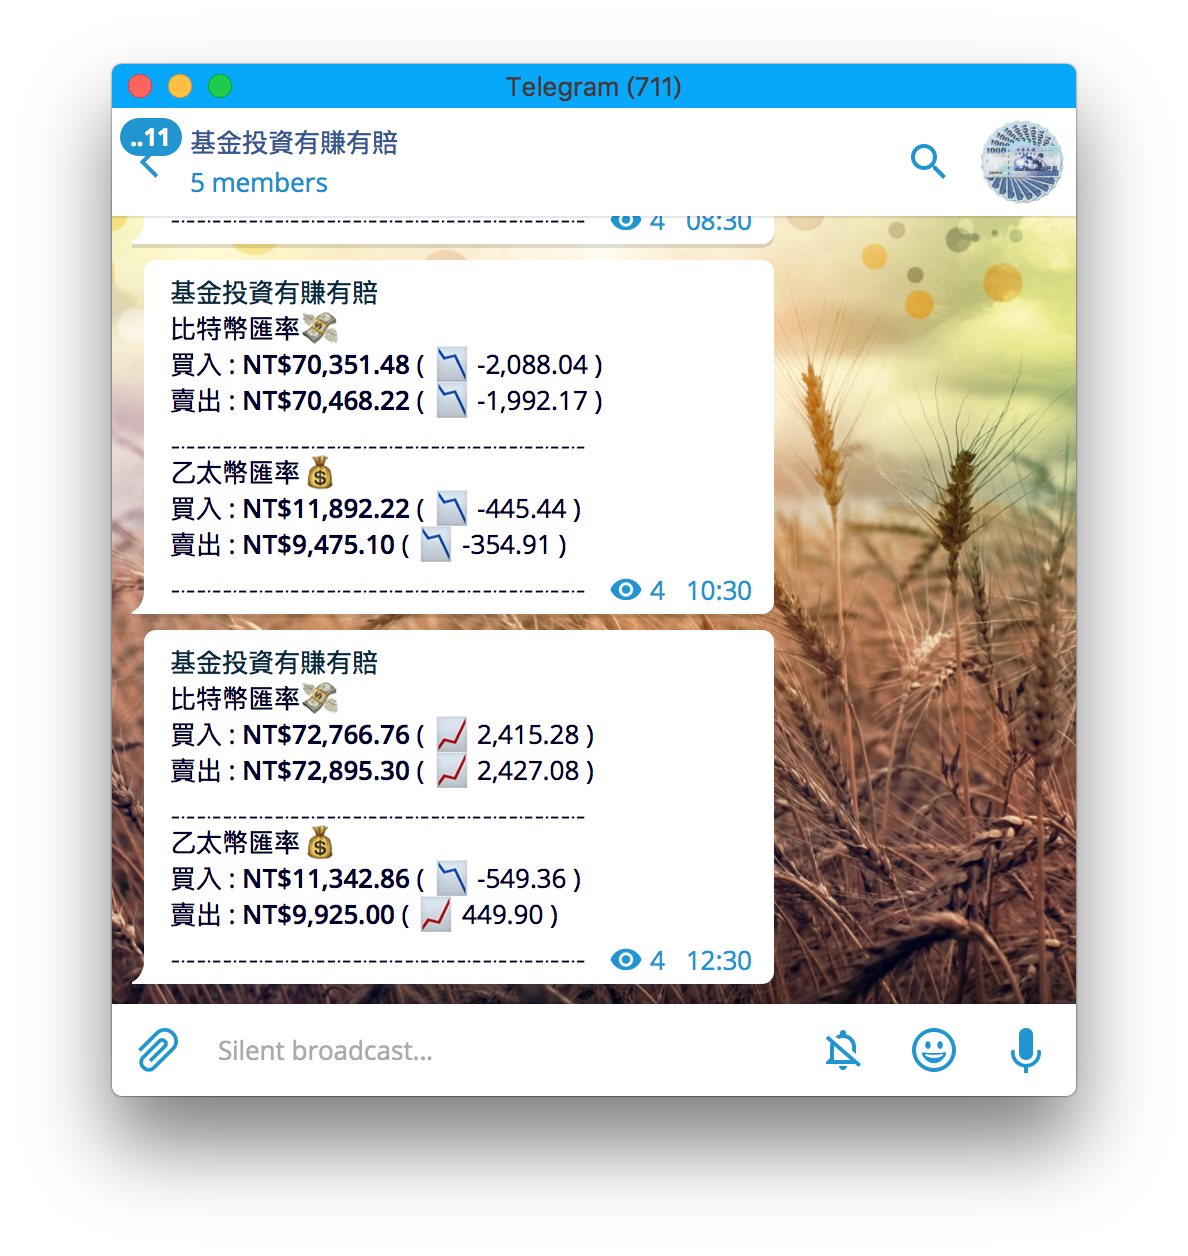 Telegram (711)
..11
基金投資有賺有賠
5 members
4 08:30
基金投資有賺有賠
比特幣匯率💸
買入 : NT$70,351.48 ( 📉 -2,088.04 )
賣出 : NT$70,468.22 ( 📉 -1,992.17 )
乙太幣匯率💰
買入 : NT$11,892.22 ( 📉 -445.44 )
賣出 : NT$9,475.10 ( 📉 -354.91 )
4 10:30
基金投資有賺有賠
比特幣匯率💸
買入 : NT$72,766.76 ( 📈 2,415.28 )
賣出 : NT$72,895.30 ( 📈 2,427.08 )
乙太幣匯率💰
買入 : NT$11,342.86 ( 📉 -549.36 )
賣出 : NT$9,925.00 ( 📈 449.90 )
4 12:30
Silent broadcast...